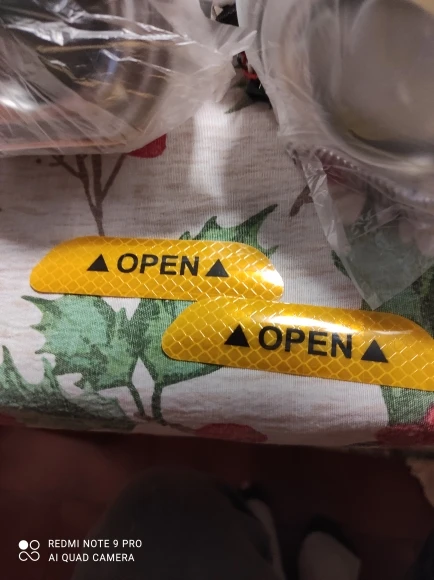 ▲ OPEN ▲
▲ OPEN ▲
REDMI NOTE 9 PRO
AI QUAD CAMERA